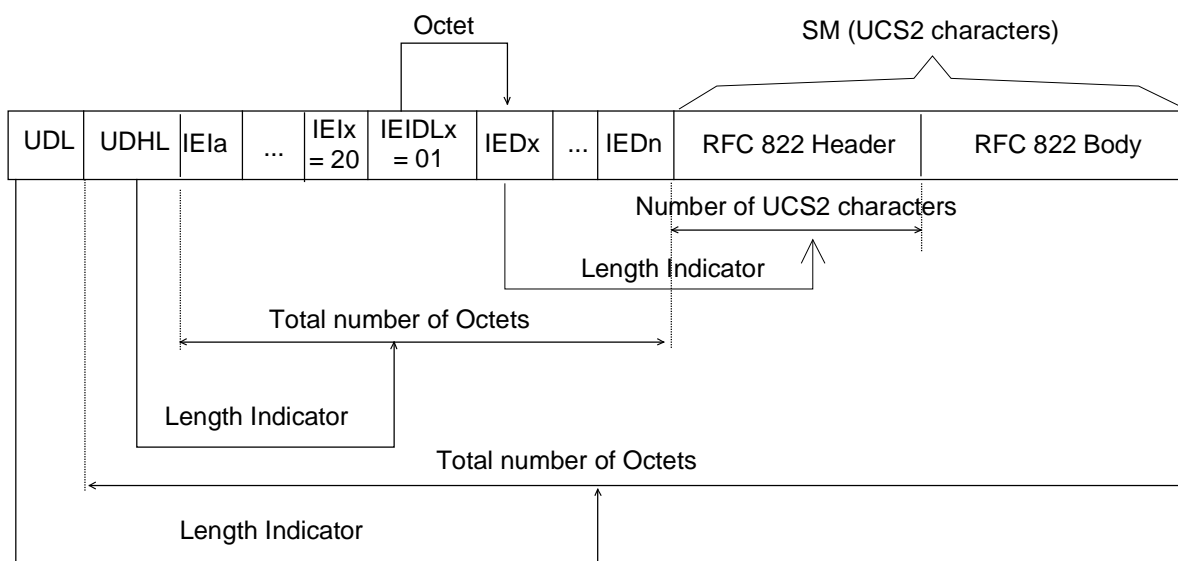 Octet
SM (UCS2 characters)
UDL
UDHL
IEIa
...
IEIx
= 20
IEIDLx
= 01
IEDx
...
IEDn
RFC 822 Header
RFC 822 Body
Number of UCS2 characters
Length Indicator
Total number of Octets
Length Indicator
Total number of Octets
Length Indicator